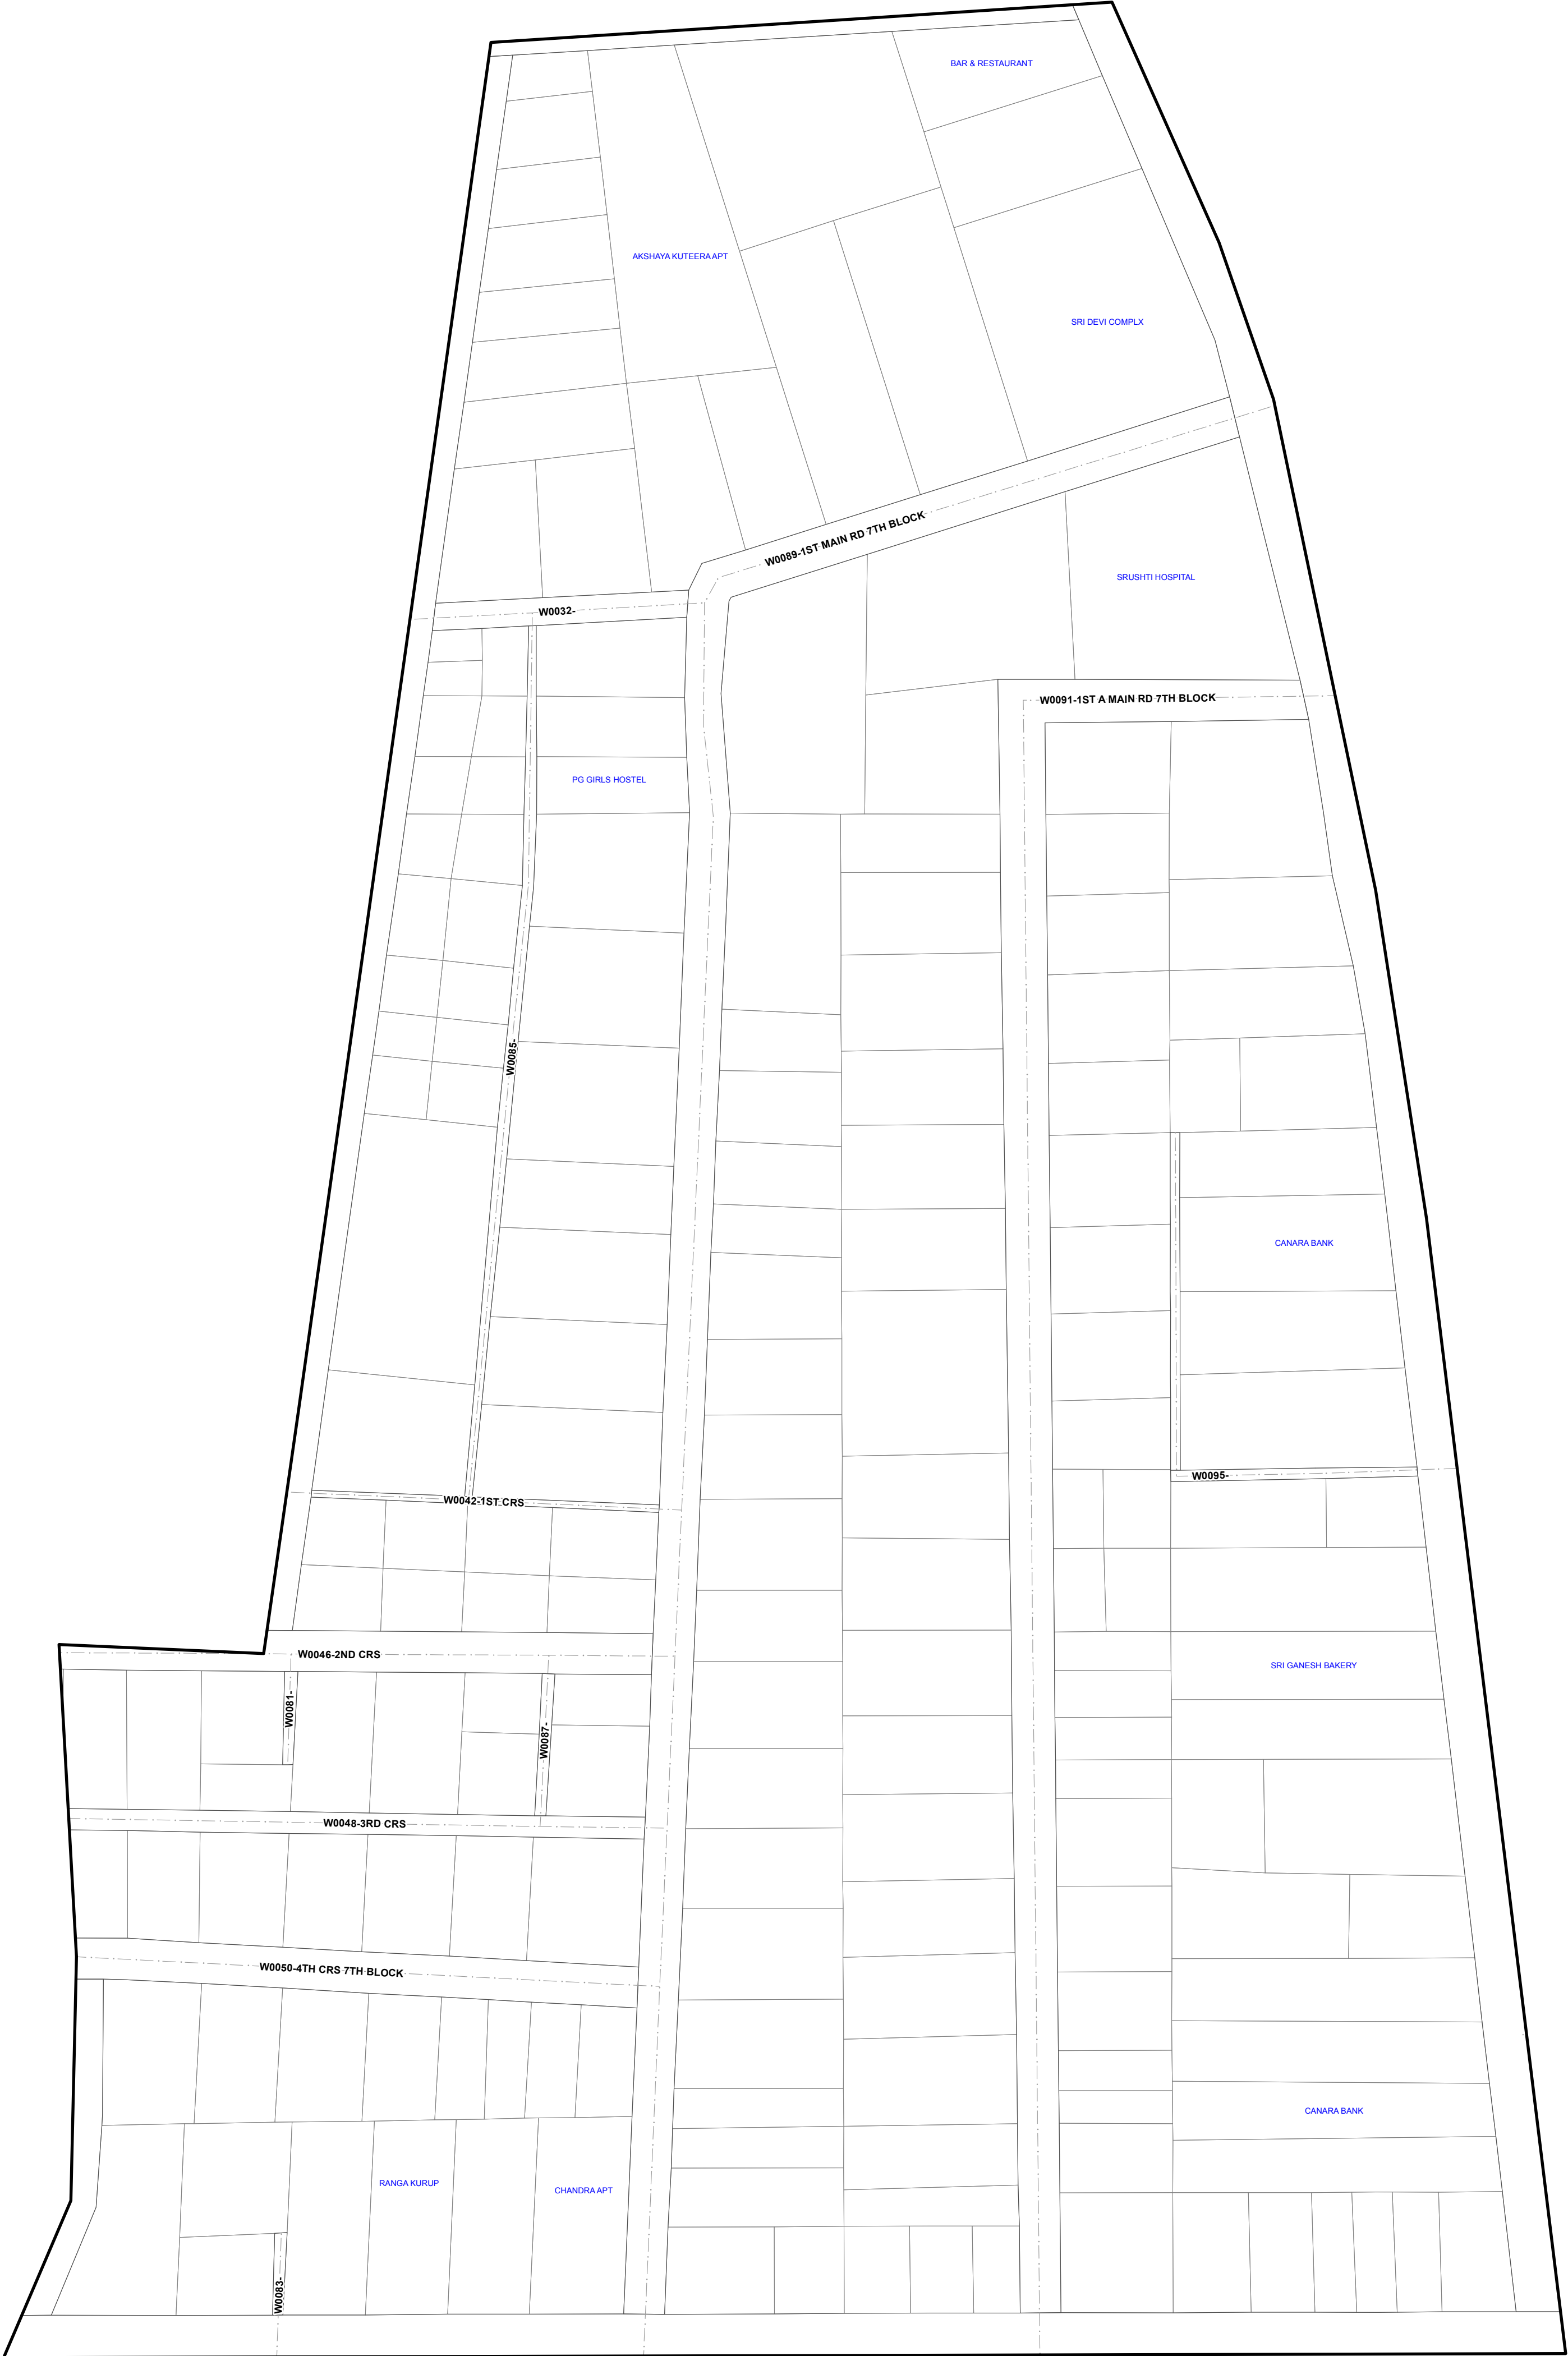 BAR & RESTAURANT
AKSHAYA KUTEERA APT
SRI DEVI COMPLX
W0089-1ST MAIN RD 7TH BLOCK
SRUSHTI HOSPITAL
W0032-
W0091-1ST A MAIN RD 7TH BLOCK
PG GIRLS HOSTEL
W0085-
CANARA BANK
W0095-
W0042-1ST CRS
W0046-2ND CRS
SRI GANESH BAKERY
W0081-
W0087-
W0048-3RD CRS
W0050-4TH CRS 7TH BLOCK
CANARA BANK
RANGA KURUP
CHANDRA APT
W0083-